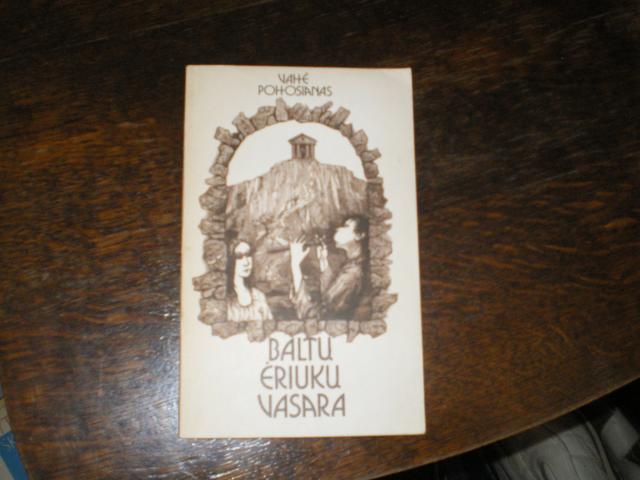 VAHĖ
POHOSIANAS
BALTŲ
ĖRIUKŲ
VASARA